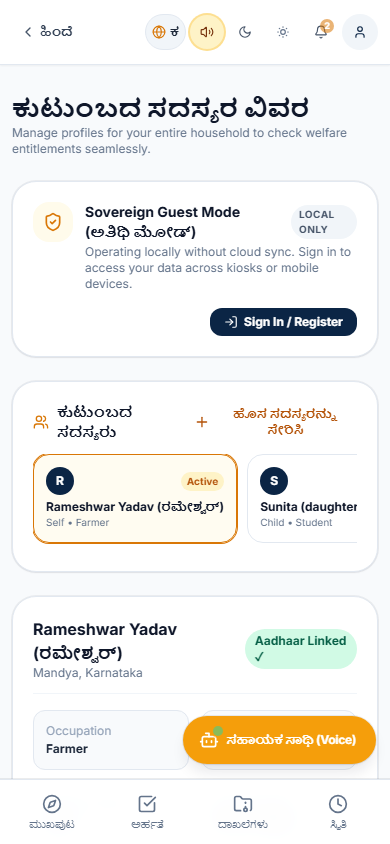 ಹಿಂದೆ
ಕ
2
ಕುಟುಂಬದ ಸದಸ್ಯರ ವಿವರ
Manage profiles for your entire household to check welfare
entitlements seamlessly.
Sovereign Guest Mode
(ಅತಿಥಿ ಮೋಡ್)
LOCAL
ONLY
Operating locally without cloud sync. Sign in to
access your data across kiosks or mobile
devices.
Sign In / Register
ಕುಟುಂಬದ
ಸದಸ್ಯರು
ಹೊಸ ಸದಸ್ಯರನ್ನು
ಸೇರಿಸಿ
R
Active
Rameshwar Yadav (ರಮೇಶ್ವರ್)
Self • Farmer
S
Sunita (daughter
Child • Student
Rameshwar Yadav
(ರಮೇಶ್ವರ್)
Mandya, Karnataka
Aadhaar Linked
✓
Occupation
Farmer
ಸಹಾಯಕ ಸಾಥಿ (Voice)
ಮುಖಪುಟ
ಅರ್ಹತೆ
ದಾಖಲೆಗಳು
ಸ್ಥಿತಿ